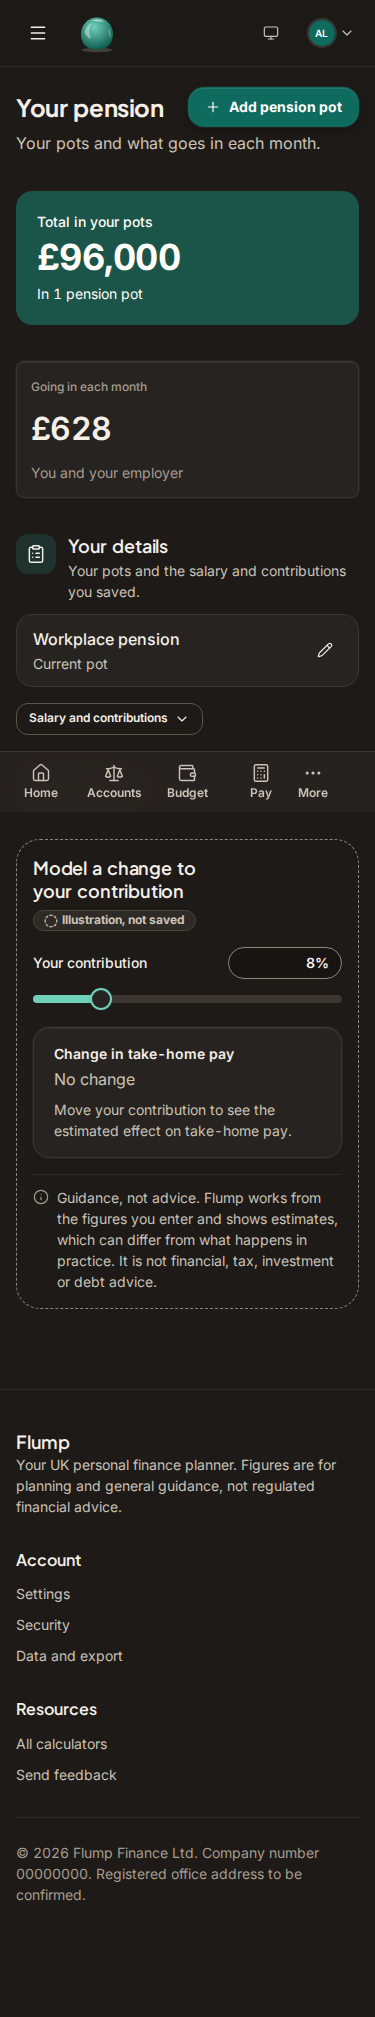 AL
Your pension
Add pension pot
Your pots and what goes in each month.
Total in your pots
£96,000
In 1 pension pot
Going in each month
£628
You and your employer
Your details
Your pots and the salary and contributions
you saved.
Workplace pension
Current pot
Salary and contributions
Home
Accounts
Budget
Pay
More
Model a change to
your contribution
Illustration, not saved
Your contribution
8%
Change in take-home pay
No change
Move your contribution to see the
estimated effect on take-home pay.
Guidance, not advice. Flump works from
the figures you enter and shows estimates,
which can differ from what happens in
practice. It is not financial, tax, investment
or debt advice.
Flump
Your UK personal finance planner. Figures are for
planning and general guidance, not regulated
financial advice.
Account
Settings
Security
Data and export
Resources
All calculators
Send feedback
© 2026 Flump Finance Ltd. Company number
00000000. Registered office address to be
confirmed.